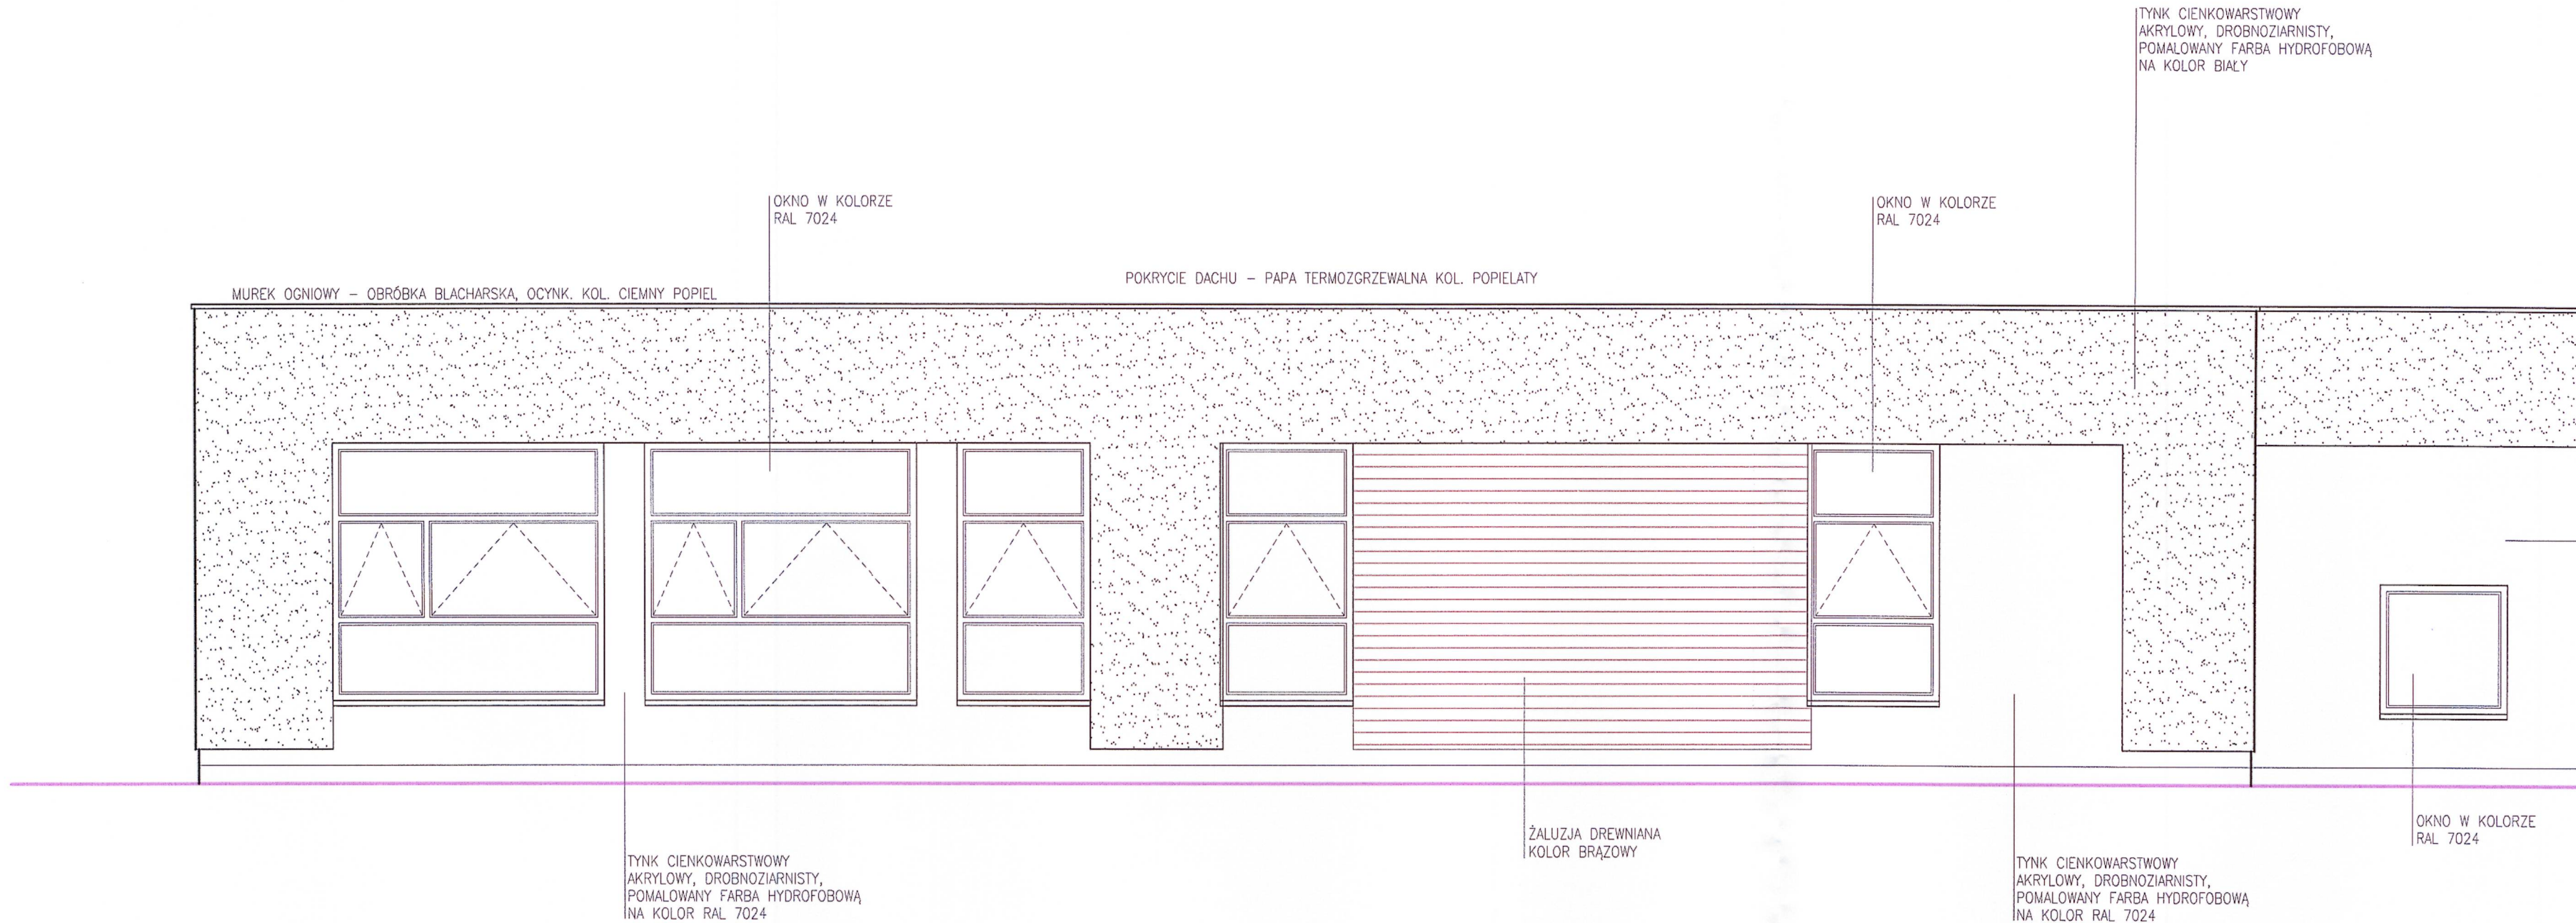 TYNK CIENKOWARSTWOWY
AKRYLOWY, DROBNOZIARNISTY,
POMALOWANY FARBA HYDROFOBOWĄ
NA KOLOR BIAŁY
OKNO W KOLORZE
RAL 7024
OKNO W KOLORZE
RAL 7024
MUREK OGNIOWY – OBRÓBKA BLACHARSKA, OCYNK. KOL. CIEMNY POPIEL
POKRYCIE DACHU – PAPA TERMOZGRZEWALNA KOL. POPIELATY
TYNK CIENKOWARSTWOWY
AKRYLOWY, DROBNOZIARNISTY,
POMALOWANY FARBA HYDROFOBOWĄ
NA KOLOR RAL 7024
ŻALUZJA DREWNIANA
KOLOR BRĄZOWY
TYNK CIENKOWARSTWOWY
AKRYLOWY, DROBNOZIARNISTY,
POMALOWANY FARBA HYDROFOBOWĄ
NA KOLOR RAL 7024
OKNO W KOLORZE
RAL 7024